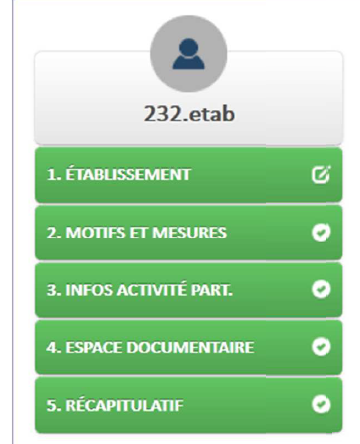 232.etab
1. ÉTABLISSEMENT
2. MOTIFS ET MESURES
3. INFOS ACTIVITÉ PART.
4. ESPACE DOCUMENTAIRE
5. RÉCAPITULATIF